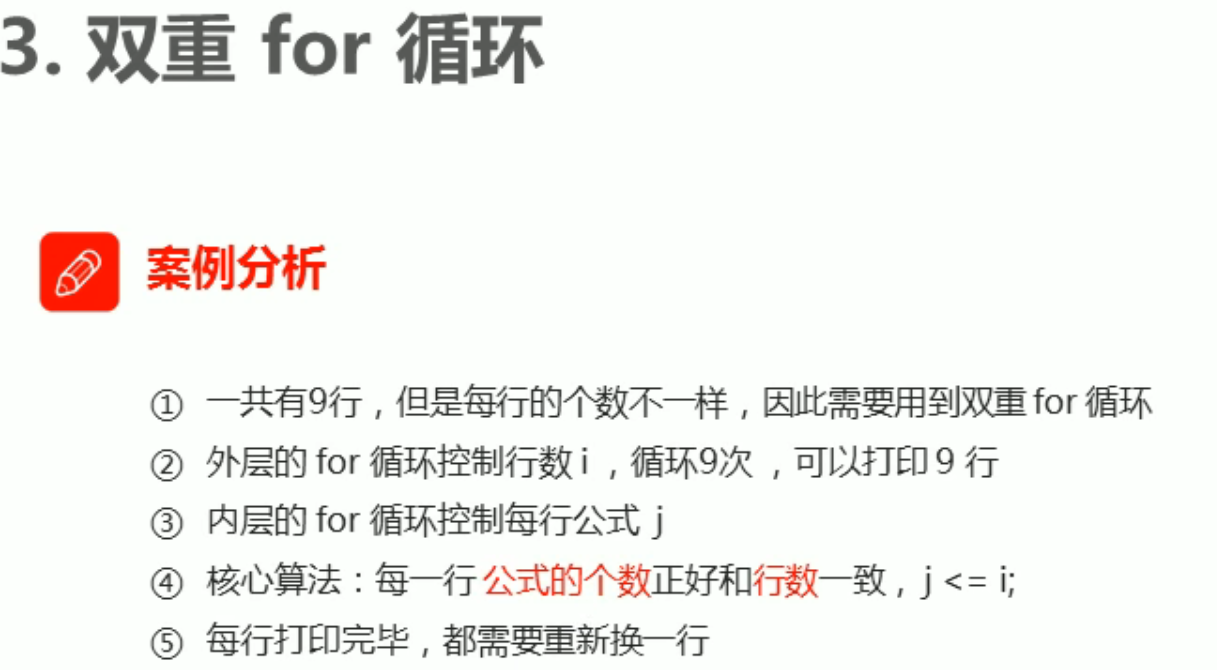 3. 双重 for 循环
案例分析
① 一共有9行，但是每行的个数不一样，因此需要用到双重 for 循环
② 外层的 for 循环控制行数 i ，循环9次 ，可以打印 9 行
③ 内层的 for 循环控制每行公式 j
④ 核心算法：每一行 公式的个数正好和行数一致，j <= i;
⑤ 每行打印完毕，都需要重新换一行